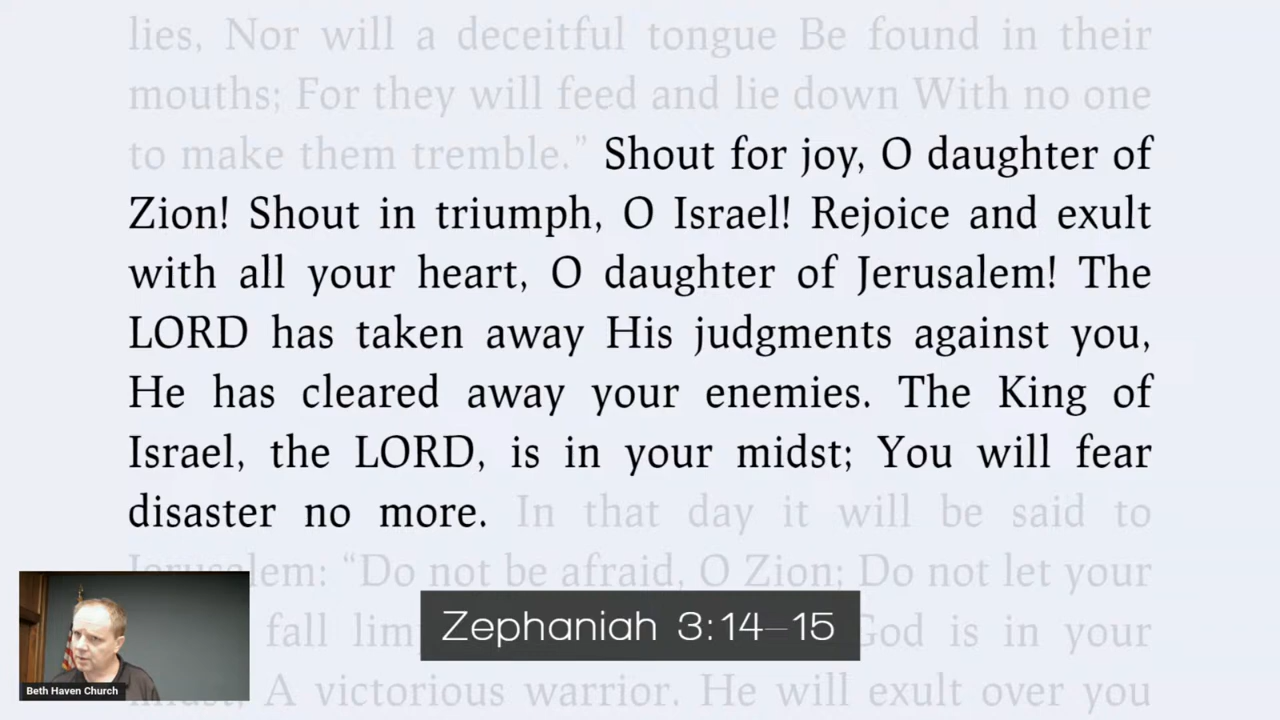 lies, Nor will a deceitful tongue Be found in their
mouths; For they will feed and lie down With no one
to make them tremble.” Shout for joy, O daughter of
Zion! Shout in triumph, O Israel! Rejoice and exult
with all your heart, O daughter of Jerusalem! The
LORD has taken away His judgments against you,
He has cleared away your enemies. The King of
Israel, the LORD, is in your midst; You will fear
disaster no more. In that day it will be said to
Jerusalem: “Do not be afraid, O Zion; Do not let your
fall God is in your
Zephaniah 3:14–15
A victorious warrior. He will exult over you
Beth Haven Church